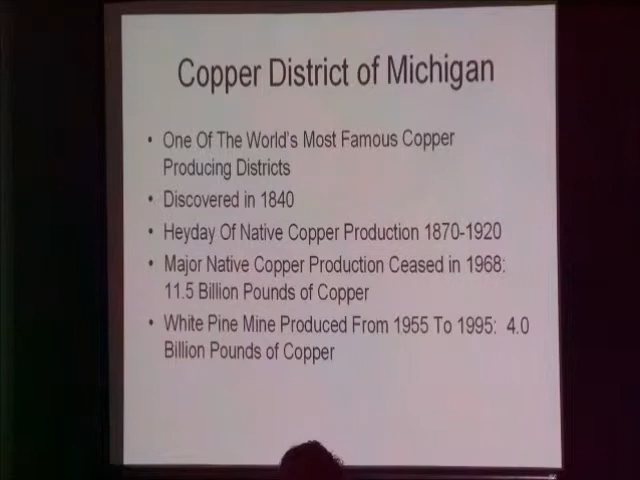 Copper District of Michigan
• One Of The World's Most Famous Copper
Producing Districts
• Discovered in 1840
• Heyday Of Native Copper Production 1870-1920
• Major Native Copper Production Ceased in 1968:
11.5 Billion Pounds of Copper
• White Pine Mine Produced From 1955 To 1995: 4.0
Billion Pounds of Copper